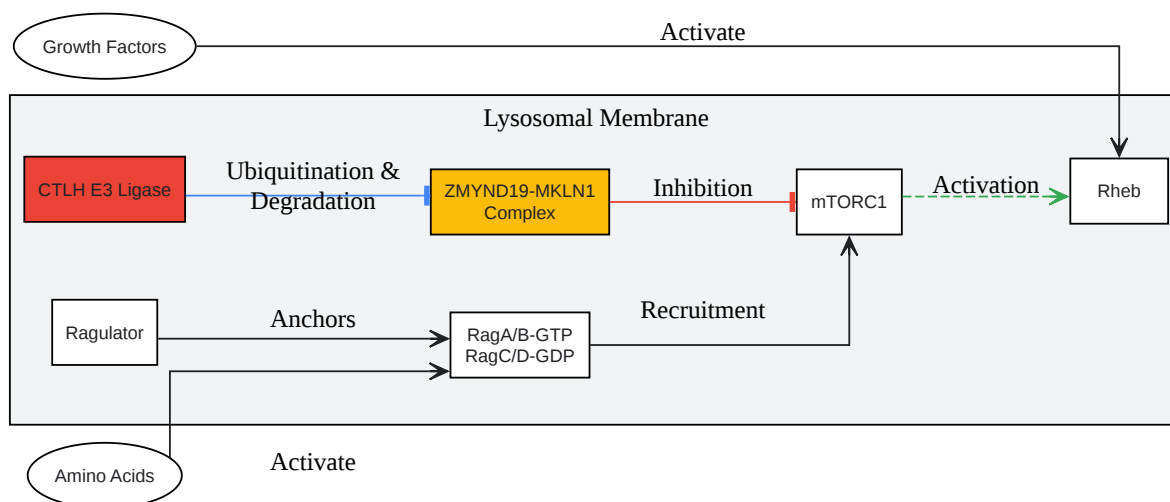 Growth Factors
Activate
Lysosomal Membrane
CTLH E3 Ligase
Ubiquitination &
Degradation
ZMYND19-MKLN1
Complex
Inhibition
mTORC1
Activation
Rheb
Ragulator
Anchors
RagA/B-GTP
RagC/D-GDP
Recruitment
Amino Acids
Activate